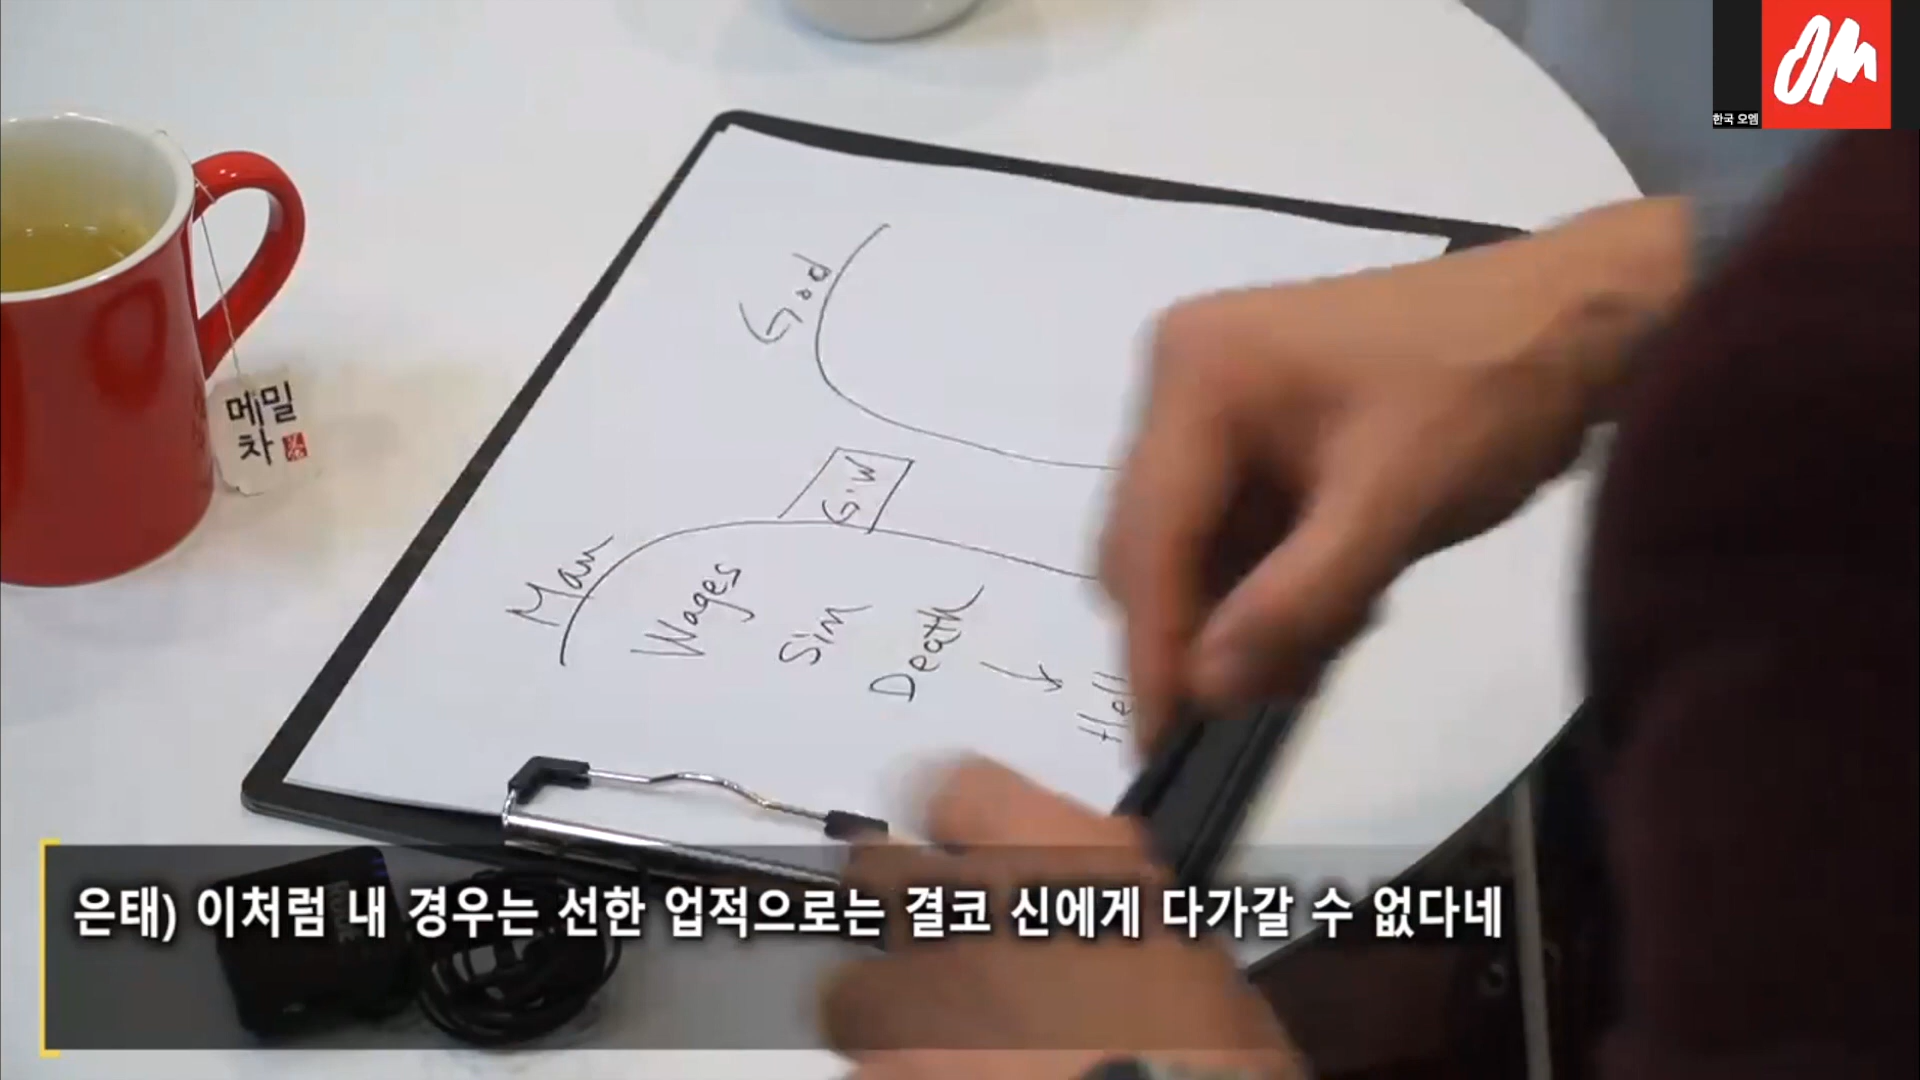 OM
한국 오엠
메밀
차
God
G.W
Man
Wages
Sin
Death
Hell
은태) 이처럼 내 경우는 선한 업적으로는 결코 신에게 다가갈 수 없다네